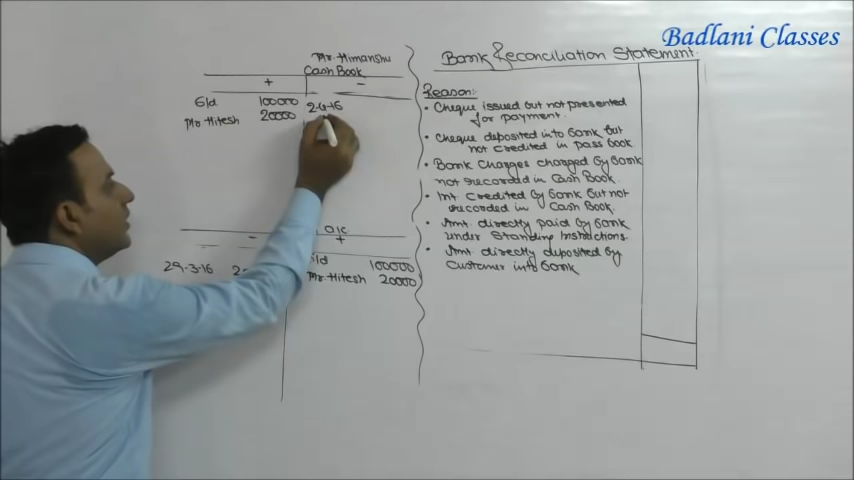 Badlani Classes
Mr. Himanshu
Cash Book
+ -
B/d 100000 2-4-16
Mr. Hitesh 20000
- +
29-3-16 B/d 100000
Mr. Hitesh 20000
Bank Reconciliation Statement.
Reason:
• Cheque issued but not presented
for payment.
• Cheque deposited into bank but
not credited in pass book
• Bank charges charged by bank
not recorded in cash Book.
• Int credited by bank but not
recorded in cash Book.
• Amt. directly paid by bank
under standing instructions.
• Amt. directly deposited by
customer into bank